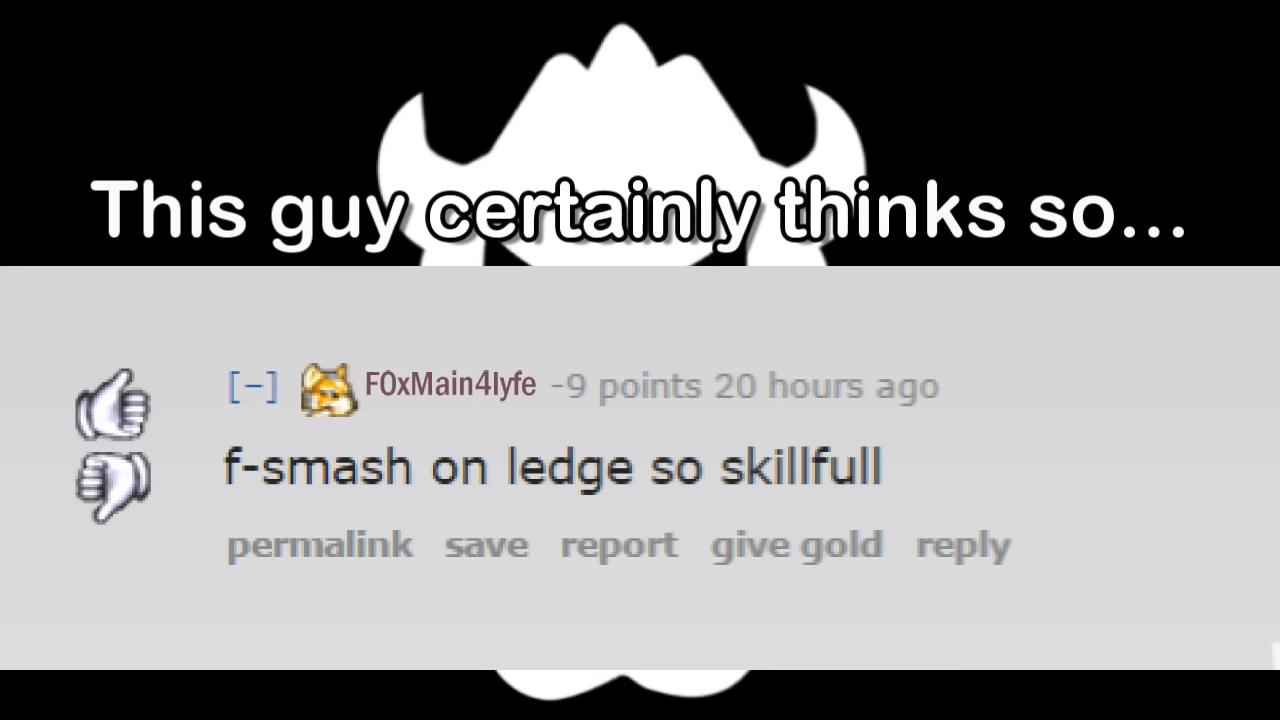 This guy certainly thinks so...
[-] F0xMain4lyfe -9 points 20 hours ago
f-smash on ledge so skillfull
permalink save report give gold reply